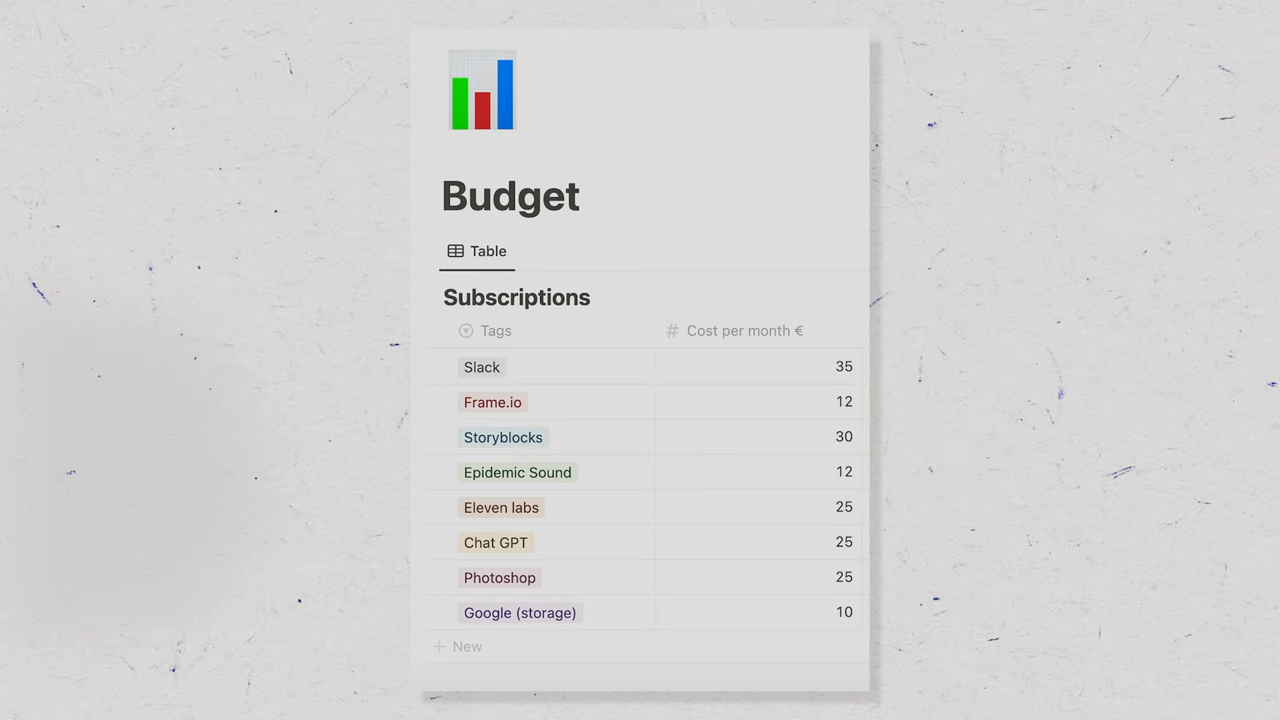 Budget
Table
Subscriptions
Tags Cost per month €
Slack 35
Frame.io 12
Storyblocks 30
Epidemic Sound 12
Eleven labs 25
Chat GPT 25
Photoshop 25
Google (storage) 10
+ New